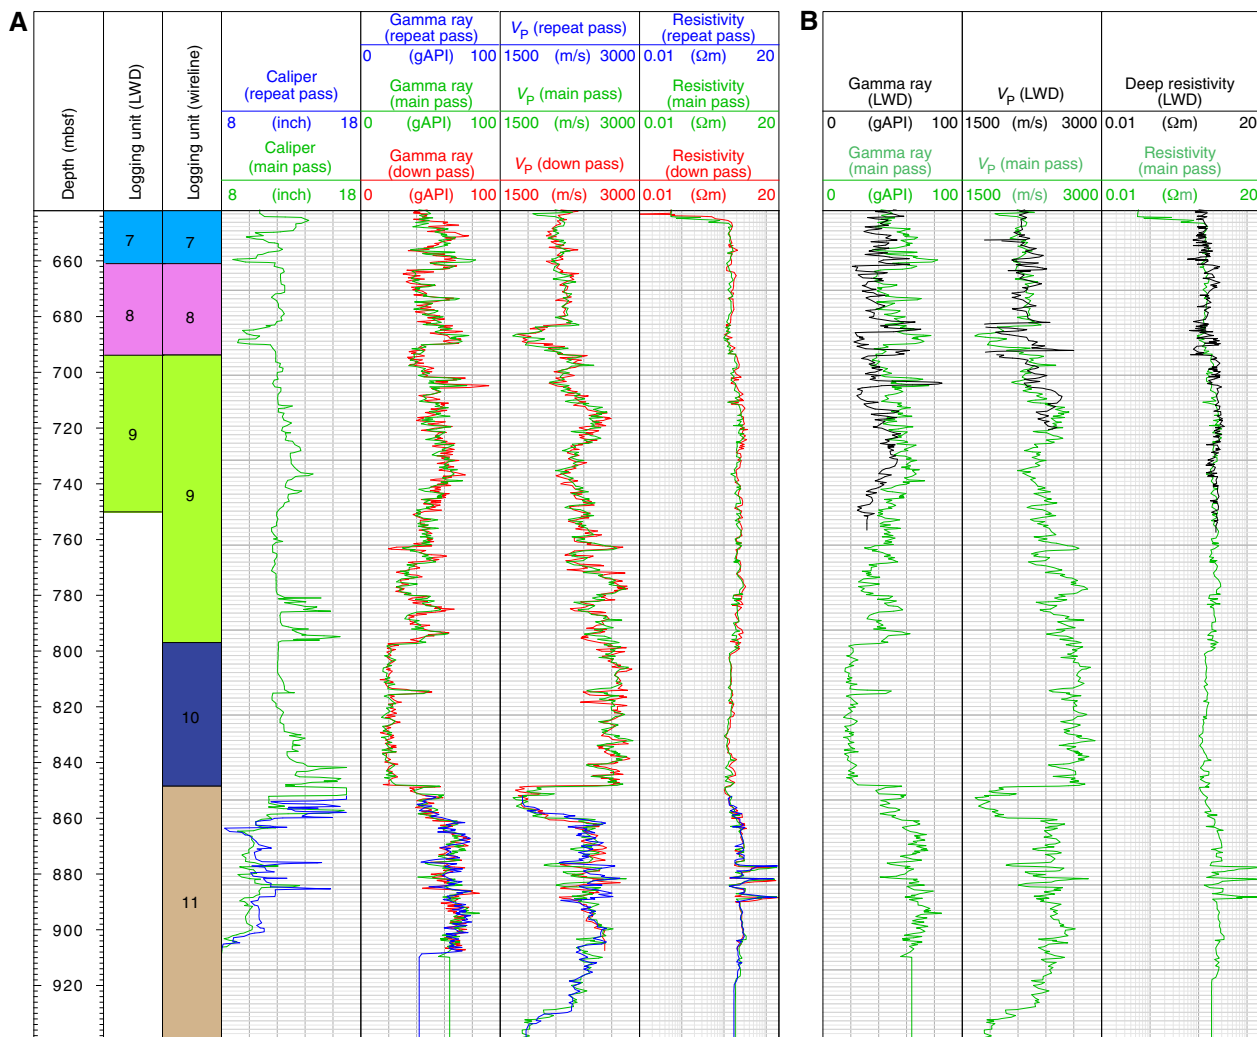 A
B
Depth (mbsf)
Logging unit (LWD)
Logging unit (wireline)
Caliper
(repeat pass)
8 (inch) 18
Caliper
(main pass)
8 (inch) 18
Gamma ray
(repeat pass)
0 (gAPI) 100
Gamma ray
(main pass)
0 (gAPI) 100
Gamma ray
(down pass)
0 (gAPI) 100
VP (repeat pass)
1500 (m/s) 3000
VP (main pass)
1500 (m/s) 3000
VP (down pass)
1500 (m/s) 3000
Resistivity
(repeat pass)
0.01 (Ωm) 20
Resistivity
(main pass)
0.01 (Ωm) 20
Resistivity
(down pass)
0.01 (Ωm) 20
Gamma ray
(LWD)
0 (gAPI) 100
Gamma ray
(main pass)
0 (gAPI) 100
VP (LWD)
1500 (m/s) 3000
VP (main pass)
1500 (m/s) 3000
Deep resistivity
(LWD)
0.01 (Ωm) 20
Resistivity
(main pass)
0.01 (Ωm) 20
660
680
700
720
740
760
780
800
820
840
860
880
900
920
7
8
9
7
8
9
10
11